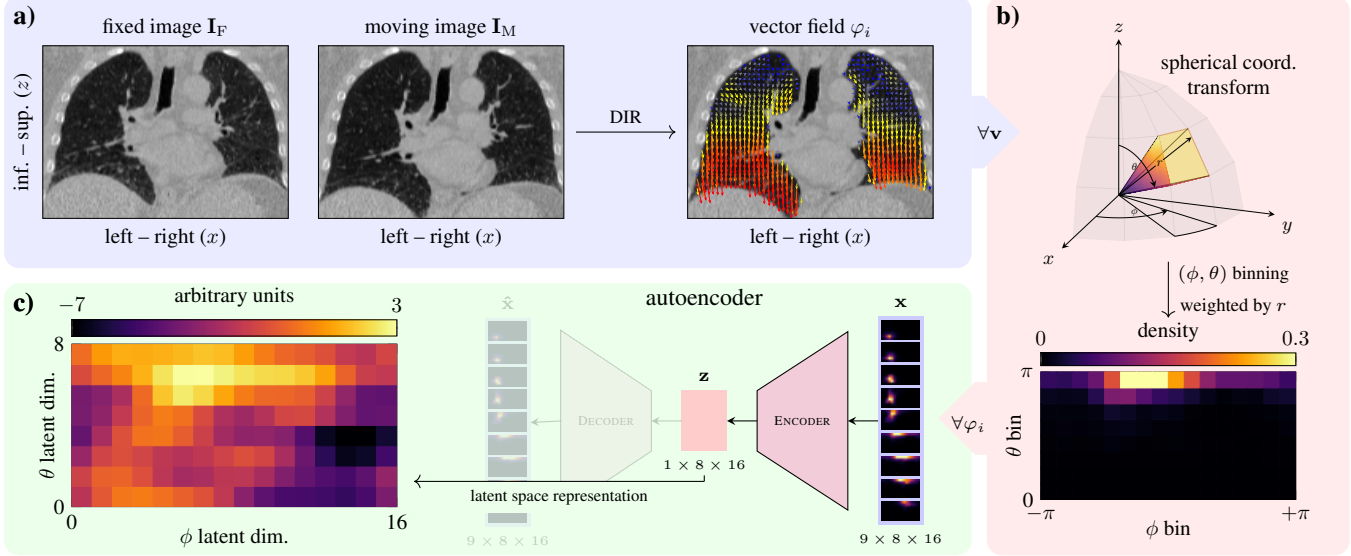 a)
fixed image I_F
moving image I_M
vector field φ_i
inf. – sup. (z)
DIR
left – right (x)
left – right (x)
left – right (x)
∀v
b)
z
spherical coord.
transform
θ
r
ϕ
y
x
(ϕ, θ) binning
weighted by r
density
0
0.3
π
θ bin
0
−π
+π
ϕ bin
∀φ_i
c)
arbitrary units
−7
3
8
θ latent dim.
0
0
16
ϕ latent dim.
autoencoder
x̂
x
z
DECODER
ENCODER
1 × 8 × 16
latent space representation
9 × 8 × 16
9 × 8 × 16